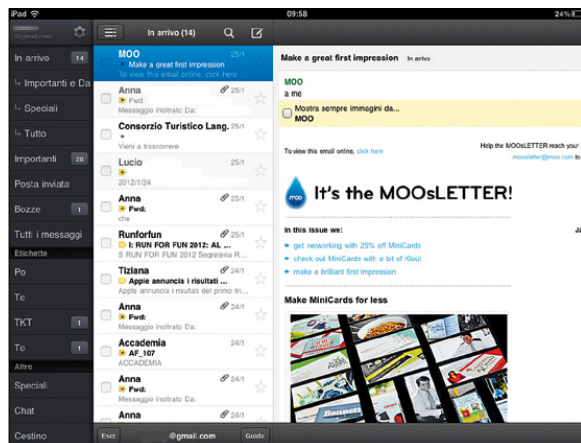 iPad
09:58
24%
@gmail.com
In arrivo 14
Importanti e Da
Speciali
Tutto
Importanti 28
Posta inviata
Bozze 1
Tutti i messaggi
Etichette
Po
To
TKT 1
To 1
Altro
Speciali
Chat
Cestino
In arrivo (14)
MOO 25/1
Make a great first impression
To view this email online, click here
Anna 25/1
Fwd:
Messaggio inoltrato Da:
Consorzio Turistico Lang. 25/1
Vieni a trascorrere
Lucio 25/1
2012/1/24
Anna 25/1
Fwd:
che
Runforfun 25/1
I: RUN FOR FUN 2012: AL ...
S RUN FOR FUN 2012 Segreteria R...
Tiziana 24/1
Apple annuncia i risultati ...
Apple annuncia i risultati del primo tri...
Anna 24/1
Fwd:
Messaggio inoltrato Da:
Accademia 24/1
AF_107
ACCADEMIA
Anna 24/1
Fwd:
Messaggio inoltrato Da:
Anna 24/1
Esci
@gmail.com
Guida
Make a great first impression In arrivo
MOO
a me
Mostra sempre immagini da...
MOO
Help the MOOsLETTER reach your
To view this email online, click here
moosletter@moo.com to
moo
It's the MOOsLETTER!
In this issue we:
Ja
get networking with 25% off MiniCards
check out MiniCards with a bit of
make a brilliant first impression
Make MiniCards for less
Bennett